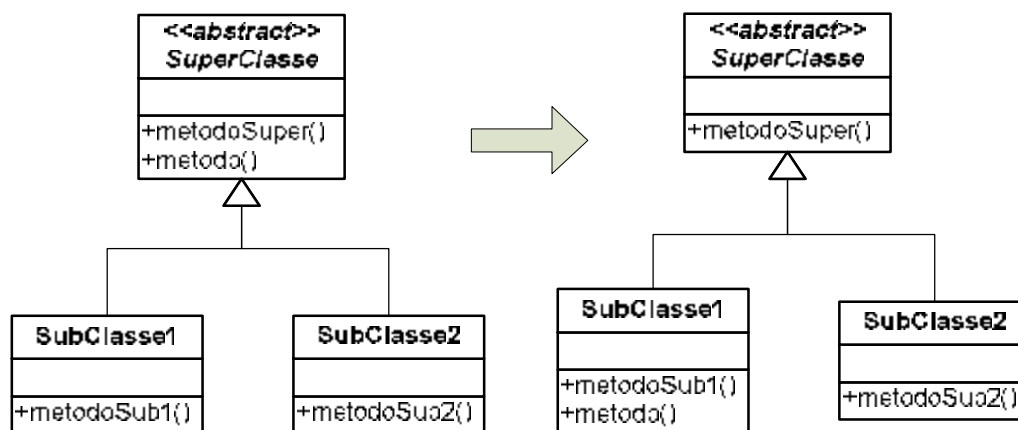 <<abstract>>
SuperClasse
+metodoSuper()
+metodo()
SubClasse1
+metodoSub1()
SubClasse2
+metodoSub2()
<<abstract>>
SuperClasse
+metodoSuper()
SubClasse1
+metodoSub1()
+metodo()
SubClasse2
+metodoSub2()